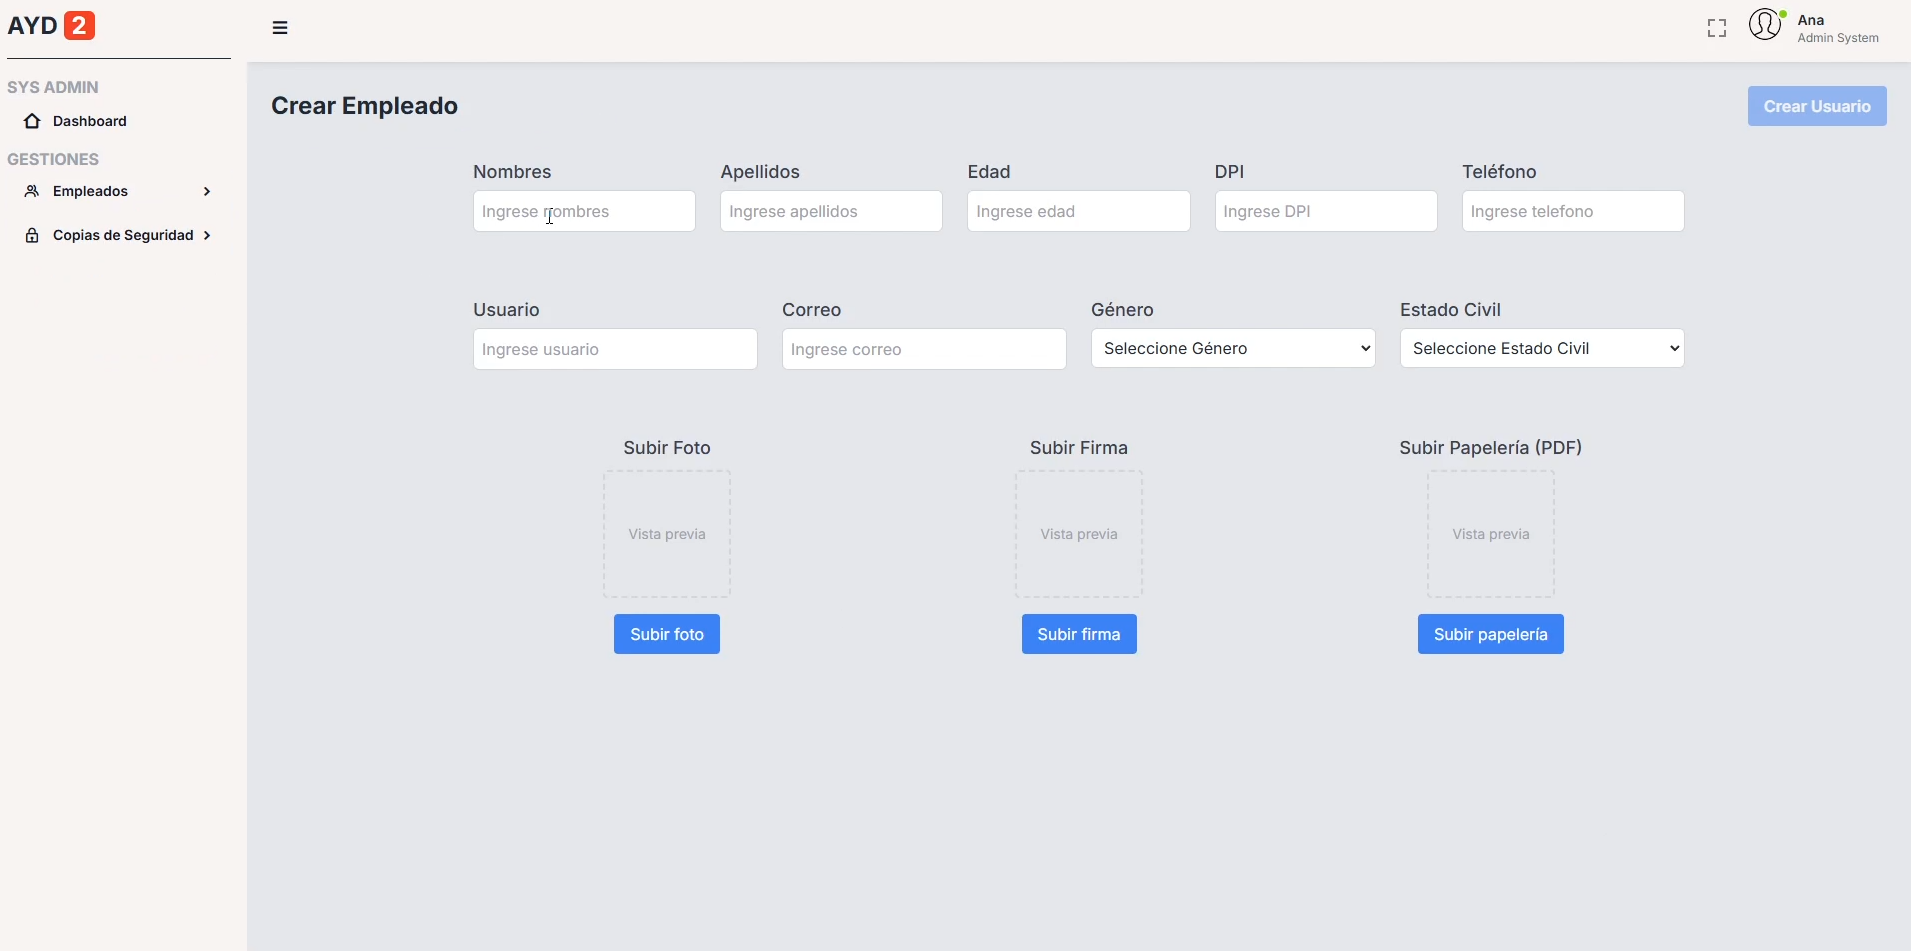 AYD 2
Ana
Admin System
SYS ADMIN
Dashboard
GESTIONES
Empleados
Copias de Seguridad
Crear Empleado
Crear Usuario
Nombres Apellidos Edad DPI Teléfono
Ingrese nombres Ingrese apellidos Ingrese edad Ingrese DPI Ingrese telefono
Usuario Correo Género Estado Civil
Ingrese usuario Ingrese correo Seleccione Género Seleccione Estado Civil
Subir Foto Subir Firma Subir Papelería (PDF)
Vista previa Vista previa Vista previa
Subir foto Subir firma Subir papelería